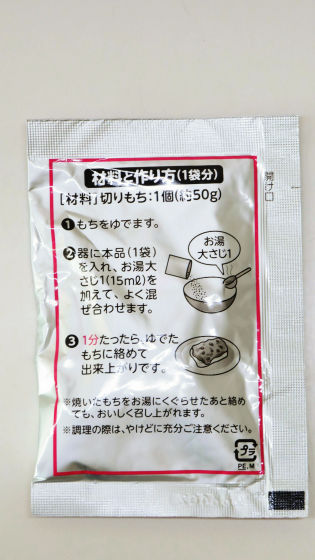 材料と作り方(1袋分)
[材料]切りもち:1個(約50g)
1 もちをゆでます。
2 器に本品(1袋)
を入れ、お湯大
さじ1(15mℓ)を
加えて、よく混
ぜ合わせます。
お湯
大さじ1
3 1分たったら、ゆでた
もちに絡めて
出来上がりです。
※焼いたもちをお湯にくぐらせたあと絡め
ても、おいしく召し上がれます。
※調理の際は、やけどに充分ご注意ください。
開け口
プラ
PE,M